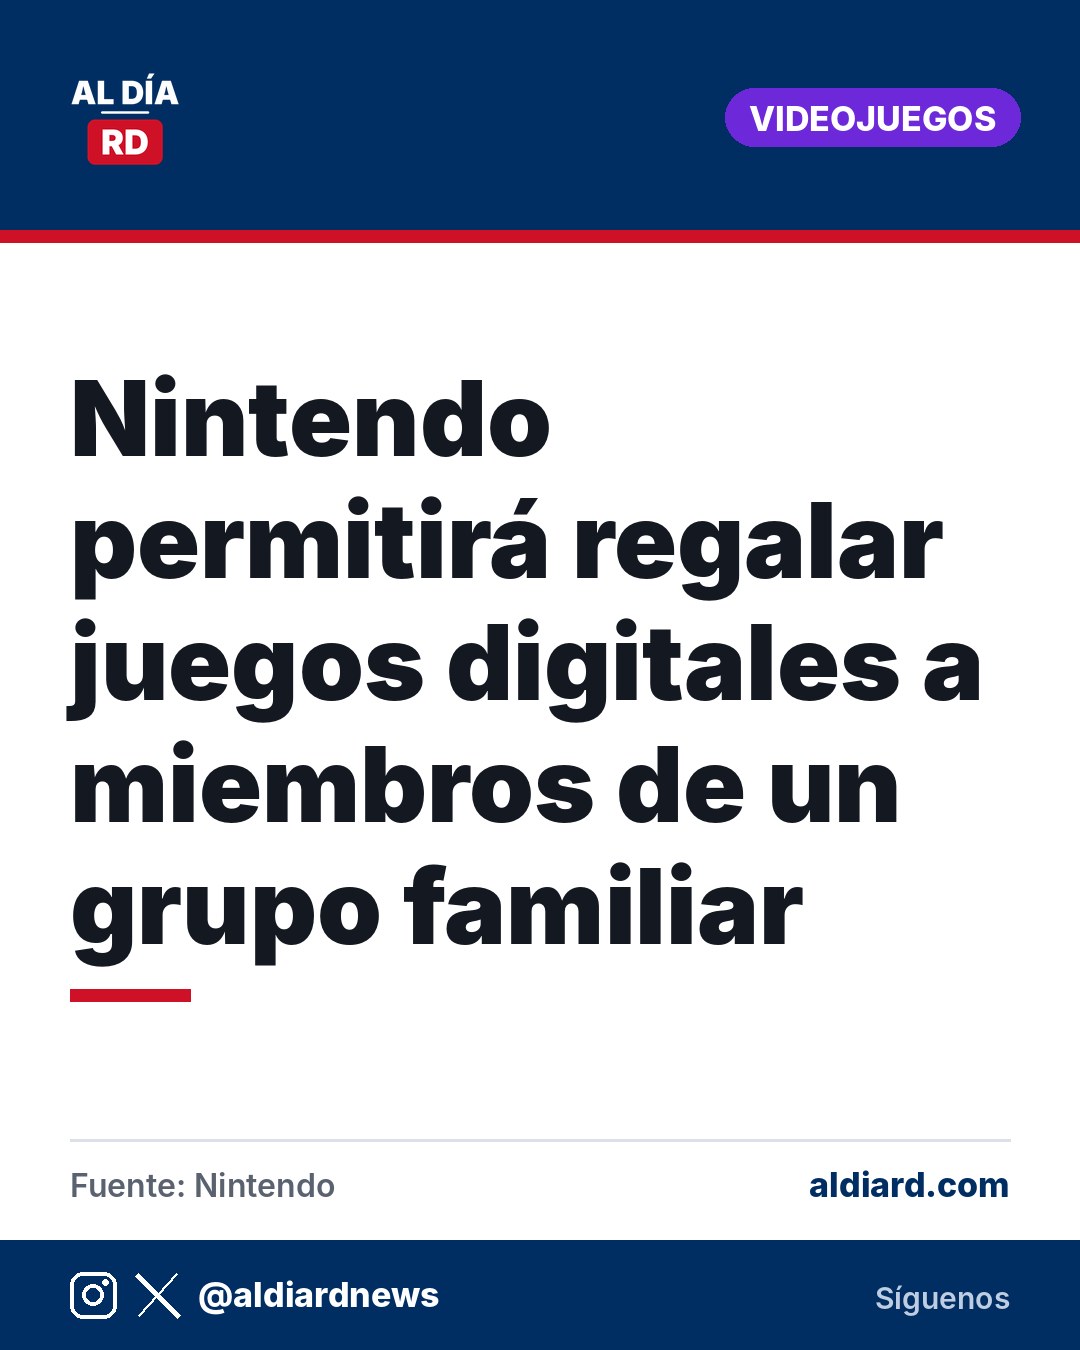 AL DÍA
RD
VIDEOJUEGOS
Nintendo
permitirá regalar
juegos digitales a
miembros de un
grupo familiar
Fuente: Nintendo
aldiard.com
@aldiardnews
Síguenos